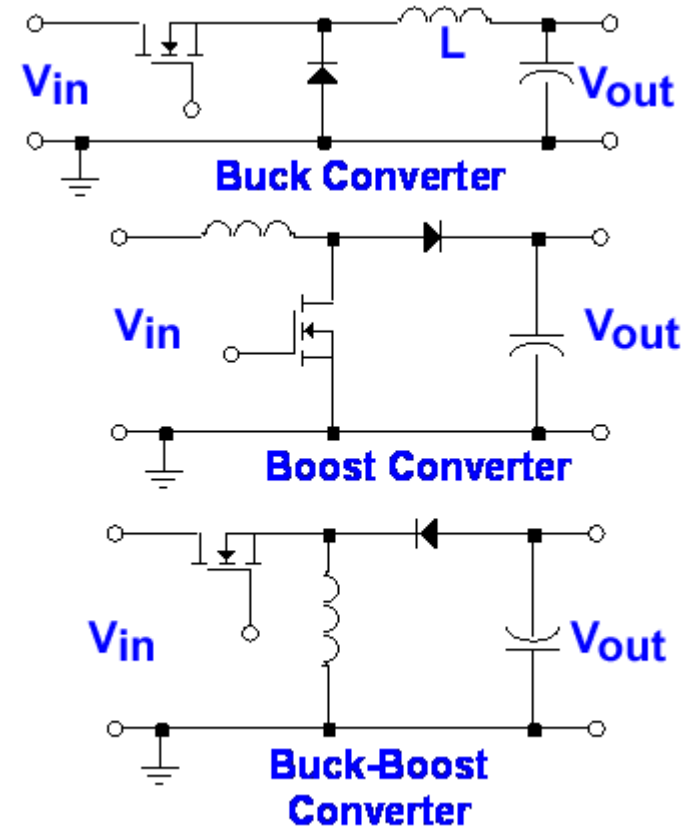 L
Vin
Vout
Buck Converter
Vin
Vout
Boost Converter
Vin
Vout
Buck-Boost
Converter